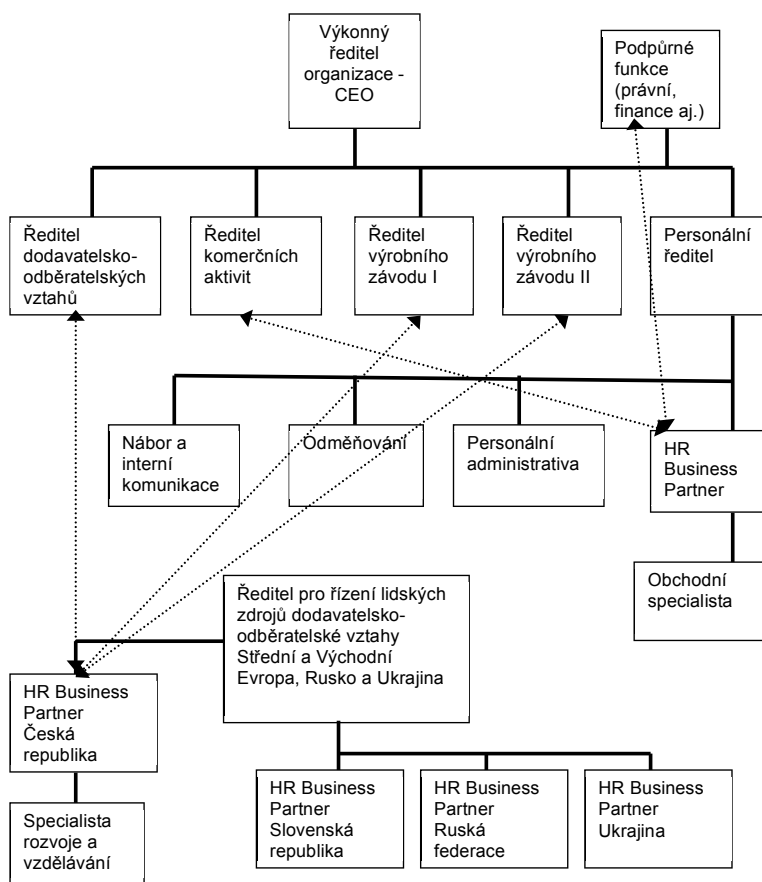 Výkonný
ředitel
organizace -
CEO
Podpůrné
funkce
(právní,
finance aj.)
Ředitel
dodavatelsko-
odběratelských
vztahů
Ředitel
komerčních
aktivit
Ředitel
výrobního
závodu I
Ředitel
výrobního
závodu II
Personální
ředitel
Nábor a
interní
komunikace
Odměňování
Personální
administrativa
HR
Business
Partner
Obchodní
specialista
Ředitel pro řízení lidských
zdrojů dodavatelsko-
odběratelské vztahy
Střední a Východní
Evropa, Rusko a Ukrajina
HR Business
Partner
Česká
republika
Specialista
rozvoje a
vzdělávání
HR Business
Partner
Slovenská
republika
HR Business
Partner
Ruská
federace
HR Business
Partner
Ukrajina